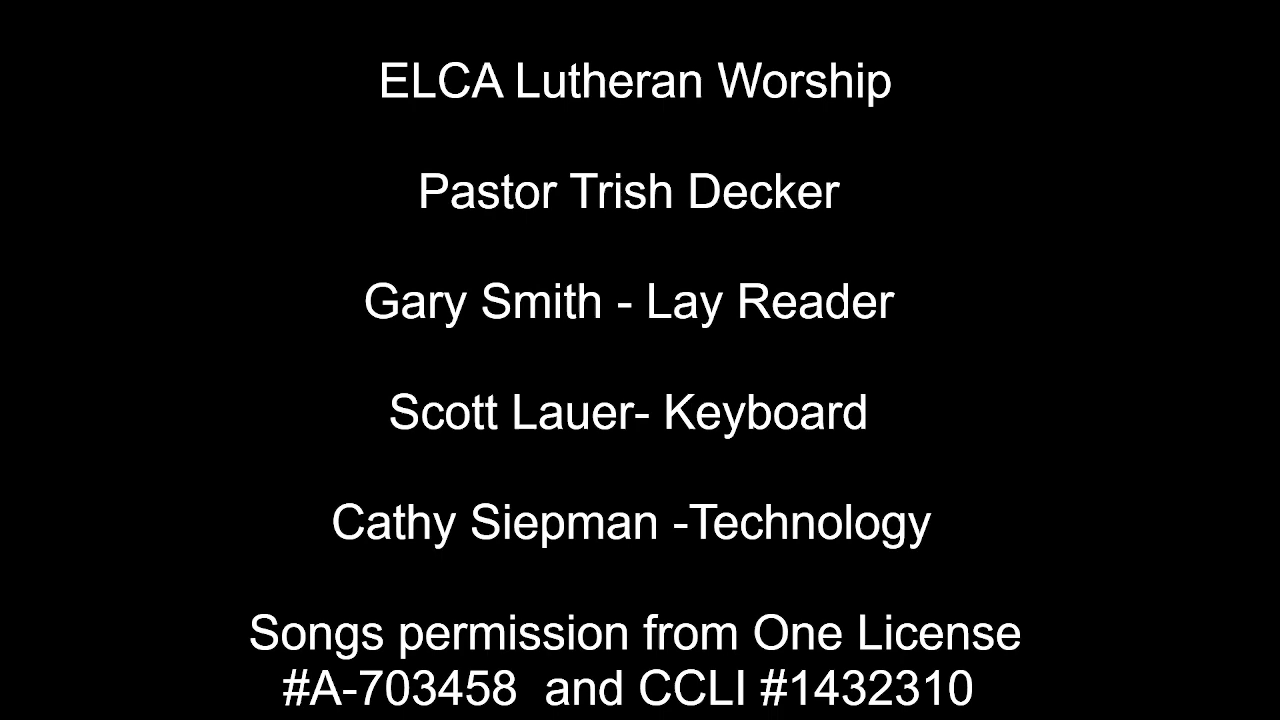 ELCA Lutheran Worship
Pastor Trish Decker
Gary Smith - Lay Reader
Scott Lauer- Keyboard
Cathy Siepman -Technology
Songs permission from One License
#A-703458  and CCLI #1432310